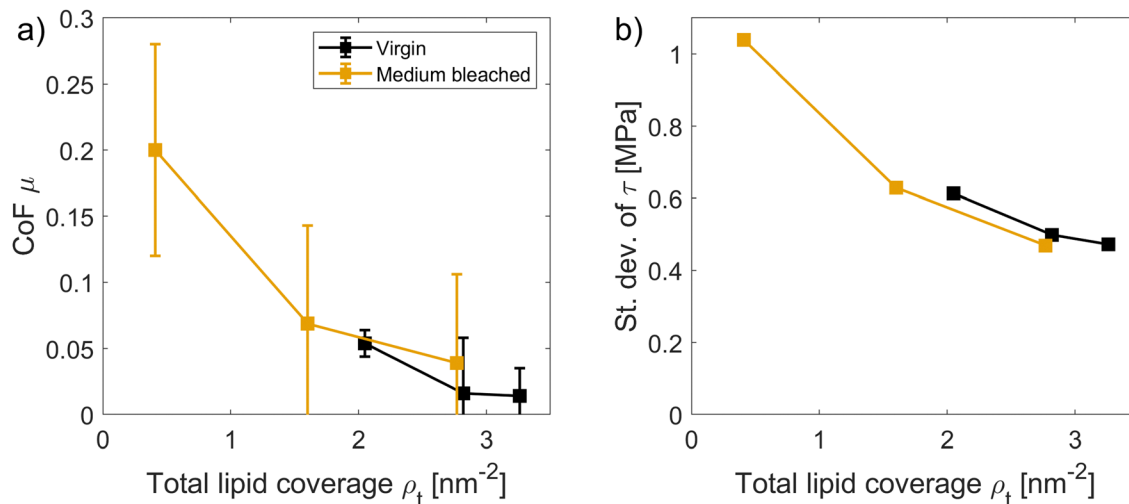 a)
0.3
0.25
0.2
0.15
0.1
0.05
0
CoF μ
Virgin
Medium bleached
0 1 2 3
Total lipid coverage ρt [nm-2]
b)
1
0.8
0.6
0.4
0.2
0
St. dev. of τ [MPa]
0 1 2 3
Total lipid coverage ρt [nm-2]